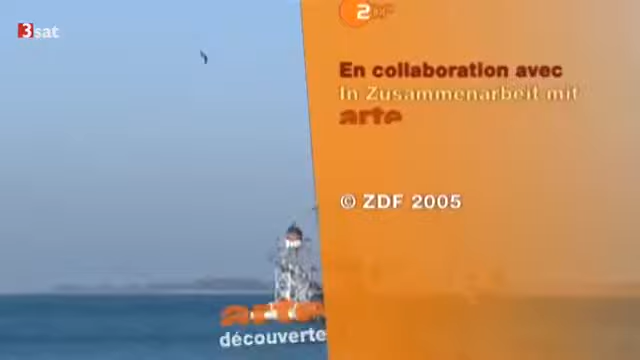 3sat
ZDF
En collaboration avec
In Zusammenarbeit mit
arte
© ZDF 2005
arte
découverte